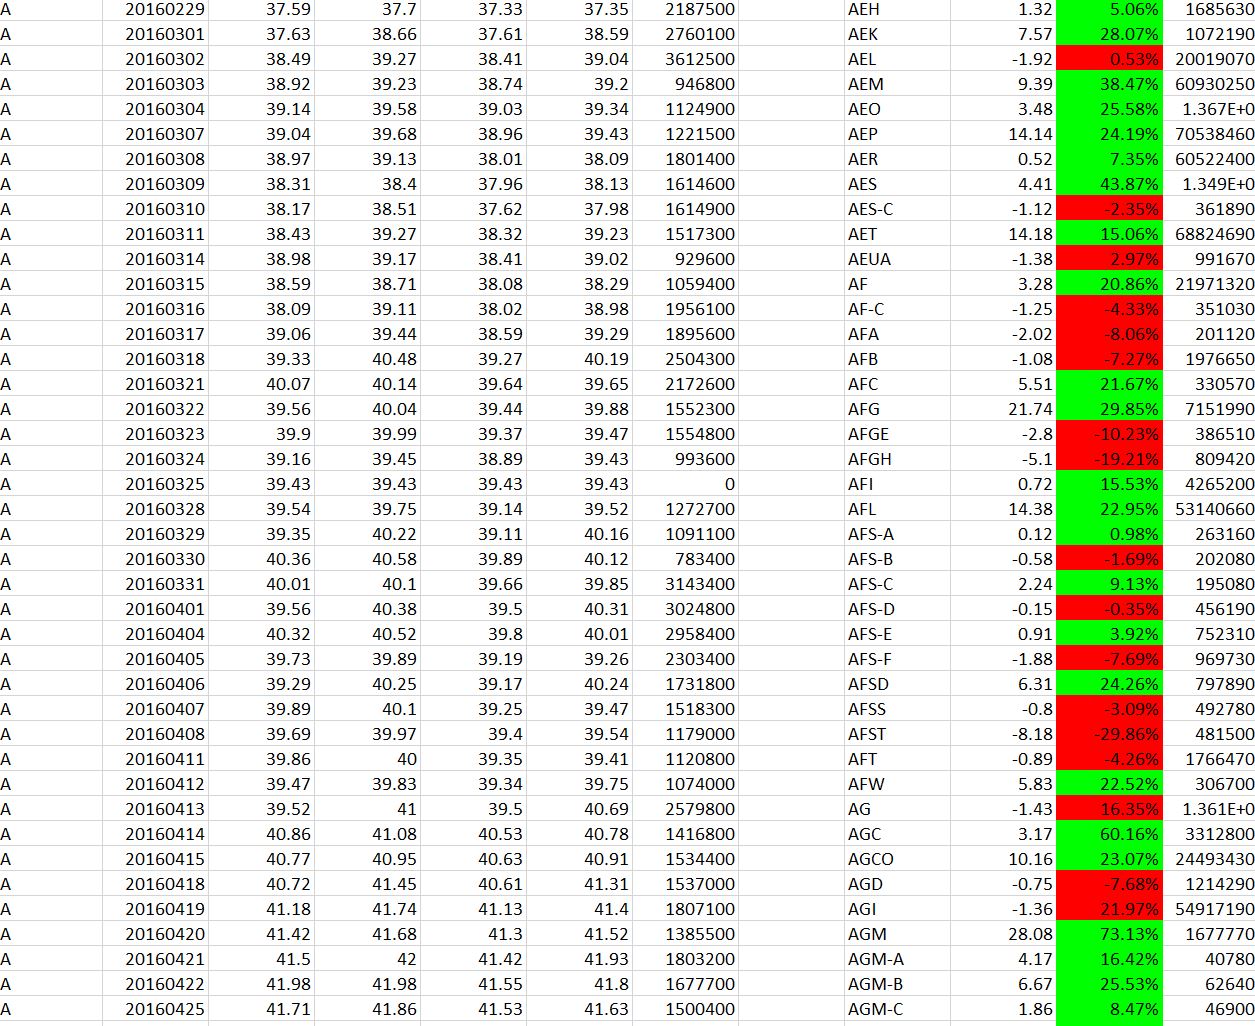 A 20160229 37.59 37.7 37.33 37.35 2187500 AEH 1.32 5.06% 1685630
A 20160301 37.63 38.66 37.61 38.59 2760100 AEK 7.57 28.07% 1072190
A 20160302 38.49 39.27 38.41 39.04 3612500 AEL -1.92 0.53% 20019070
A 20160303 38.92 39.23 38.74 39.2 946800 AEM 9.39 38.47% 60930250
A 20160304 39.14 39.58 39.03 39.34 1124900 AEO 3.48 25.58% 1.367E+0
A 20160307 39.04 39.68 38.96 39.43 1221500 AEP 14.14 24.19% 70538460
A 20160308 38.97 39.13 38.01 38.09 1801400 AER 0.52 7.35% 60522400
A 20160309 38.31 38.4 37.96 38.13 1614600 AES 4.41 43.87% 1.349E+0
A 20160310 38.17 38.51 37.62 37.98 1614900 AES-C -1.12 -2.35% 361890
A 20160311 38.43 39.27 38.32 39.23 1517300 AET 14.18 15.06% 68824690
A 20160314 38.98 39.17 38.41 39.02 929600 AEUA -1.38 2.97% 991670
A 20160315 38.59 38.71 38.08 38.29 1059400 AF 3.28 20.86% 21971320
A 20160316 38.09 39.11 38.02 38.98 1956100 AF-C -1.25 -4.33% 351030
A 20160317 39.06 39.44 38.59 39.29 1895600 AFA -2.02 -8.06% 201120
A 20160318 39.33 40.48 39.27 40.19 2504300 AFB -1.08 -7.27% 1976650
A 20160321 40.07 40.14 39.64 39.65 2172600 AFC 5.51 21.67% 330570
A 20160322 39.56 40.04 39.44 39.88 1552300 AFG 21.74 29.85% 7151990
A 20160323 39.9 39.99 39.37 39.47 1554800 AFGE -2.8 -10.23% 386510
A 20160324 39.16 39.45 38.89 39.43 993600 AFGH -5.1 -19.21% 809420
A 20160325 39.43 39.43 39.43 39.43 0 AFI 0.72 15.53% 4265200
A 20160328 39.54 39.75 39.14 39.52 1272700 AFL 14.38 22.95% 53140660
A 20160329 39.35 40.22 39.11 40.16 1091100 AFS-A 0.12 0.98% 263160
A 20160330 40.36 40.58 39.89 40.12 783400 AFS-B -0.58 -1.69% 202080
A 20160331 40.01 40.1 39.66 39.85 3143400 AFS-C 2.24 9.13% 195080
A 20160401 39.56 40.38 39.5 40.31 3024800 AFS-D -0.15 -0.35% 456190
A 20160404 40.32 40.52 39.8 40.01 2958400 AFS-E 0.91 3.92% 752310
A 20160405 39.73 39.89 39.19 39.26 2303400 AFS-F -1.88 -7.69% 969730
A 20160406 39.29 40.25 39.17 40.24 1731800 AFSD 6.31 24.26% 797890
A 20160407 39.89 40.1 39.25 39.47 1518300 AFSS -0.8 -3.09% 492780
A 20160408 39.69 39.97 39.4 39.54 1179000 AFST -8.18 -29.86% 481500
A 20160411 39.86 40 39.35 39.41 1120800 AFT -0.89 -4.26% 1766470
A 20160412 39.47 39.83 39.34 39.75 1074000 AFW 5.83 22.52% 306700
A 20160413 39.52 41 39.5 40.69 2579800 AG -1.43 16.35% 1.361E+0
A 20160414 40.86 41.08 40.53 40.78 1416800 AGC 3.17 60.16% 3312800
A 20160415 40.77 40.95 40.63 40.91 1534400 AGCO 10.16 23.07% 24493430
A 20160418 40.72 41.45 40.61 41.31 1537000 AGD -0.75 -7.68% 1214290
A 20160419 41.18 41.74 41.13 41.4 1807100 AGI -1.36 21.97% 54917190
A 20160420 41.42 41.68 41.3 41.52 1385500 AGM 28.08 73.13% 1677770
A 20160421 41.5 42 41.42 41.93 1803200 AGM-A 4.17 16.42% 40780
A 20160422 41.98 41.98 41.55 41.8 1677700 AGM-B 6.67 25.53% 62640
A 20160425 41.71 41.86 41.53 41.63 1500400 AGM-C 1.86 8.47% 46900